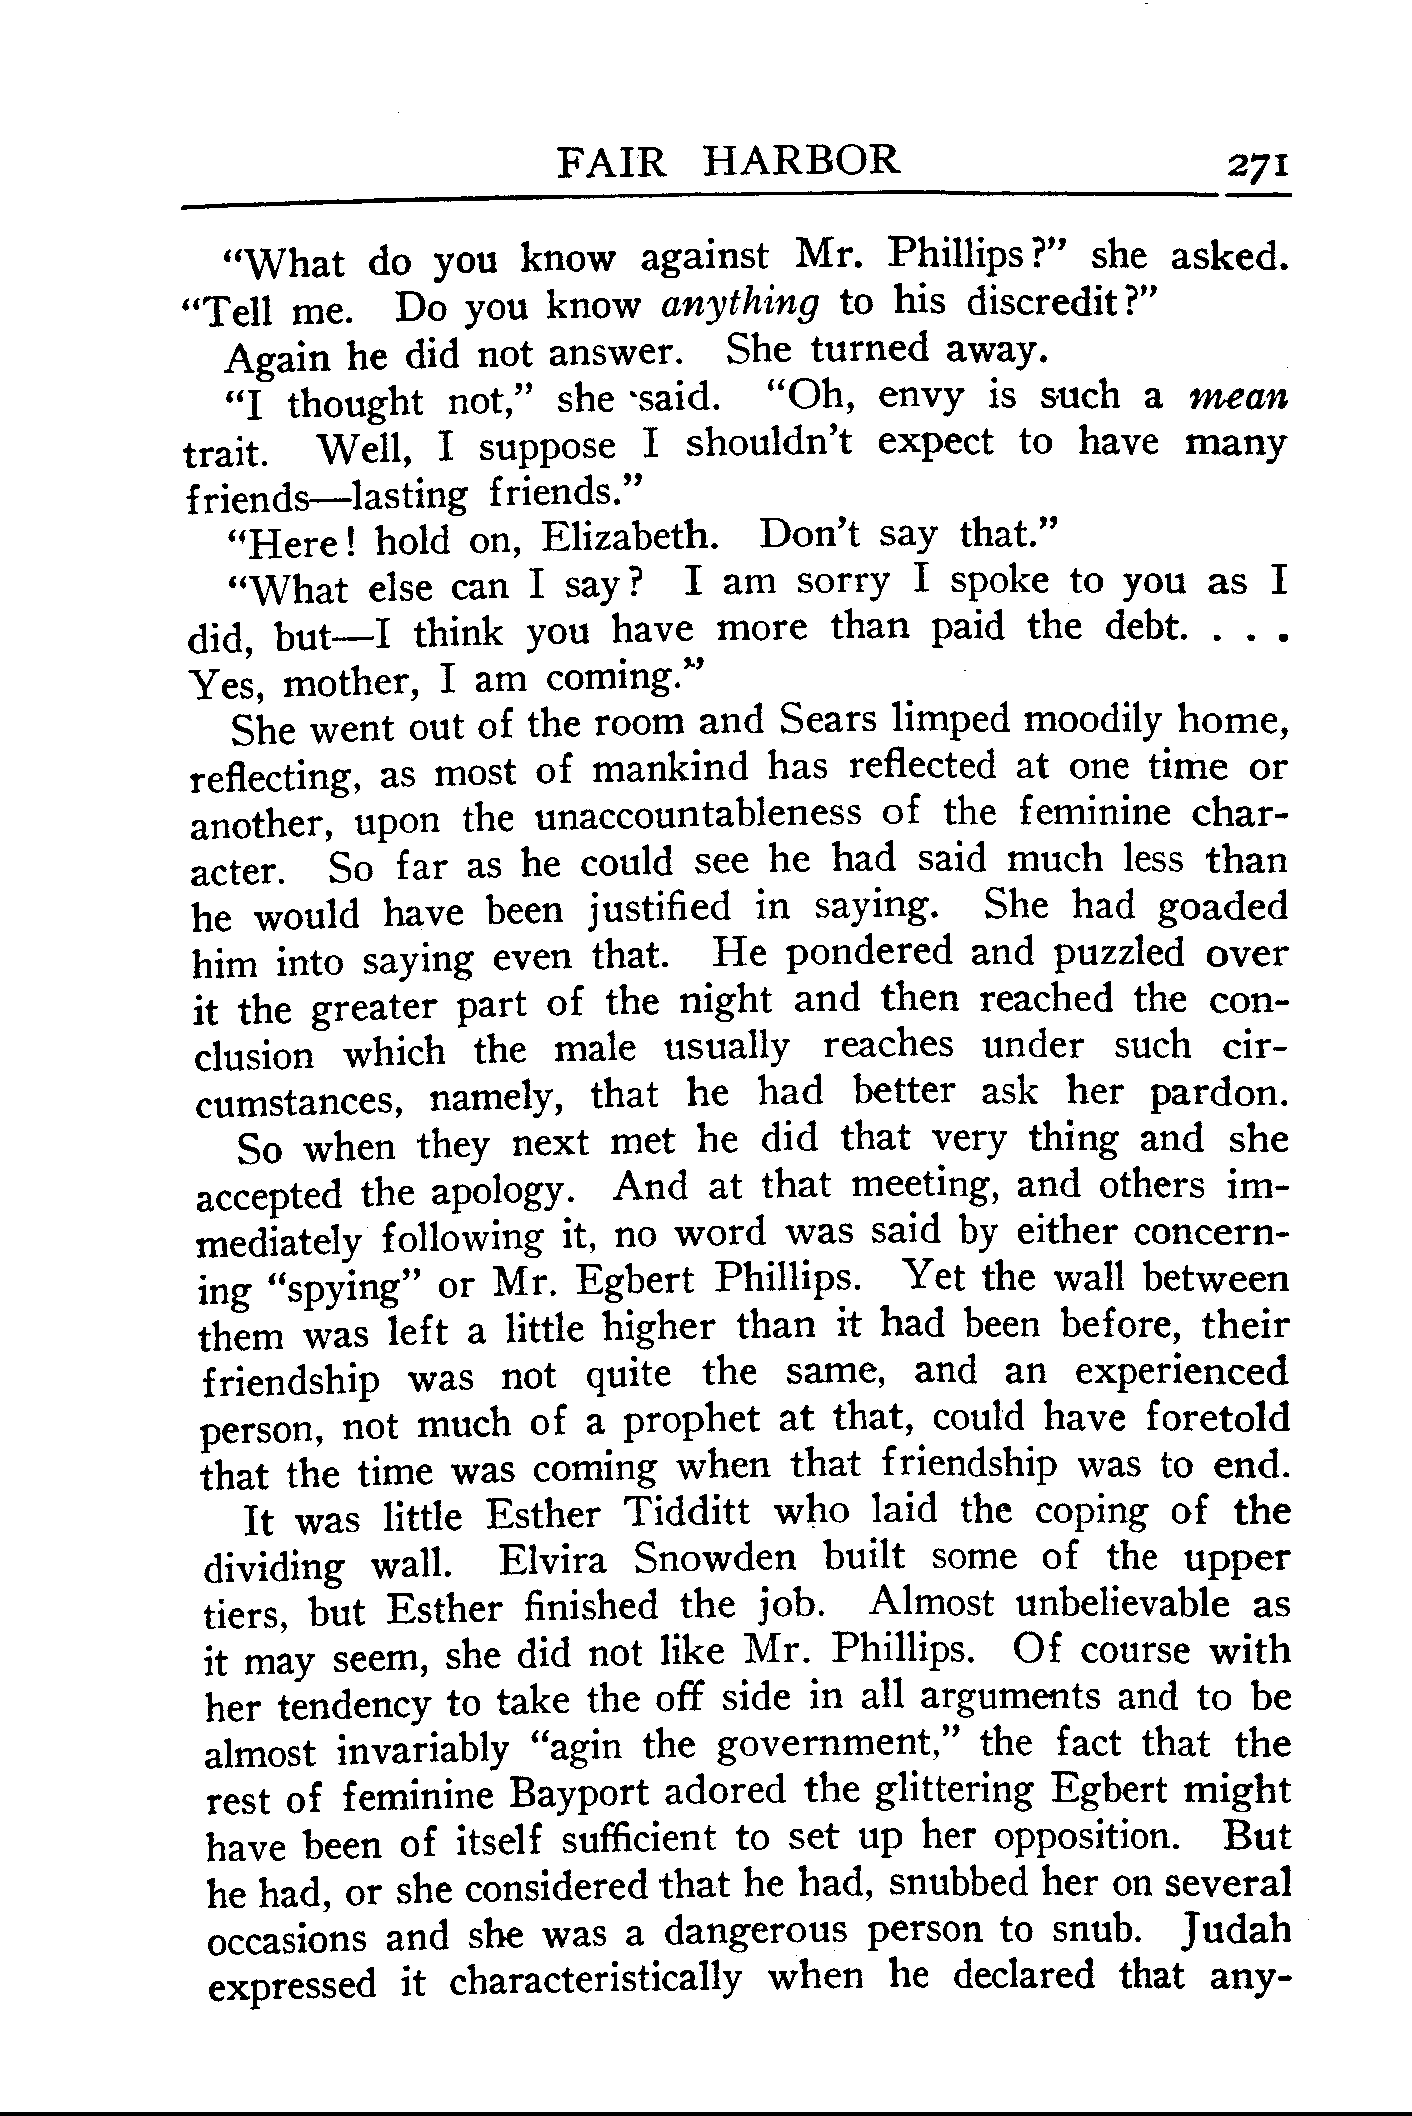 FAIR HARBOR 271
“What do you know against Mr. Phillips?” she asked.
“Tell me. Do you know anything to his discredit?”
Again he did not answer. She turned away.
“I thought not,” she said. “Oh, envy is such a mean
trait. Well, I suppose I shouldn’t expect to have many
friends—lasting friends.”
“Here! hold on, Elizabeth. Don’t say that.”
“What else can I say? I am sorry I spoke to you as I
did, but—I think you have more than paid the debt. . . .
Yes, mother, I am coming.”
She went out of the room and Sears limped moodily home,
reflecting, as most of mankind has reflected at one time or
another, upon the unaccountableness of the feminine char-
acter. So far as he could see he had said much less than
he would have been justified in saying. She had goaded
him into saying even that. He pondered and puzzled over
it the greater part of the night and then reached the con-
clusion which the male usually reaches under such cir-
cumstances, namely, that he had better ask her pardon.
So when they next met he did that very thing and she
accepted the apology. And at that meeting, and others im-
mediately following it, no word was said by either concern-
ing “spying” or Mr. Egbert Phillips. Yet the wall between
them was left a little higher than it had been before, their
friendship was not quite the same, and an experienced
person, not much of a prophet at that, could have foretold
that the time was coming when that friendship was to end.
It was little Esther Tidditt who laid the coping of the
dividing wall. Elvira Snowden built some of the upper
tiers, but Esther finished the job. Almost unbelievable as
it may seem, she did not like Mr. Phillips. Of course with
her tendency to take the off side in all arguments and to be
almost invariably “agin the government,” the fact that the
rest of feminine Bayport adored the glittering Egbert might
have been of itself sufficient to set up her opposition. But
he had, or she considered that he had, snubbed her on several
occasions and she was a dangerous person to snub. Judah
expressed it characteristically when he declared that any-